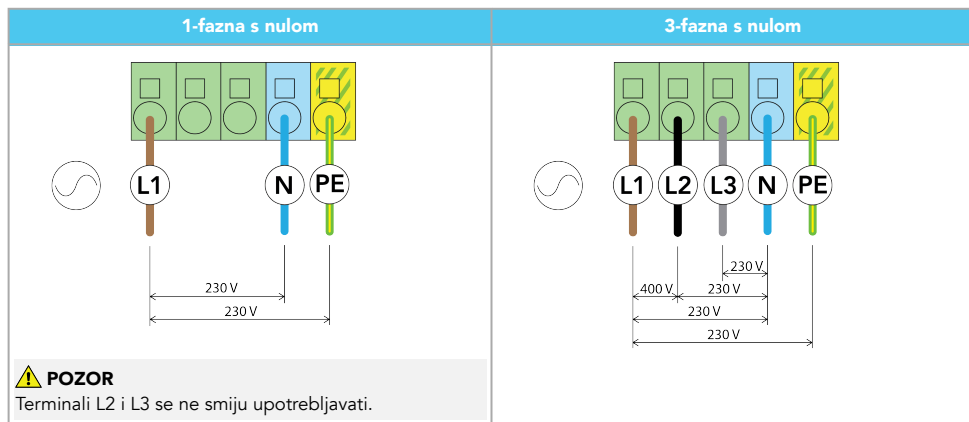 1-fazna s nulom
3-fazna s nulom
L1 N PE
230 V
230 V
POZOR
Terminali L2 i L3 se ne smiju upotrebljavati.
L1 L2 L3 N PE
230 V
400 V 230 V
230 V
230 V